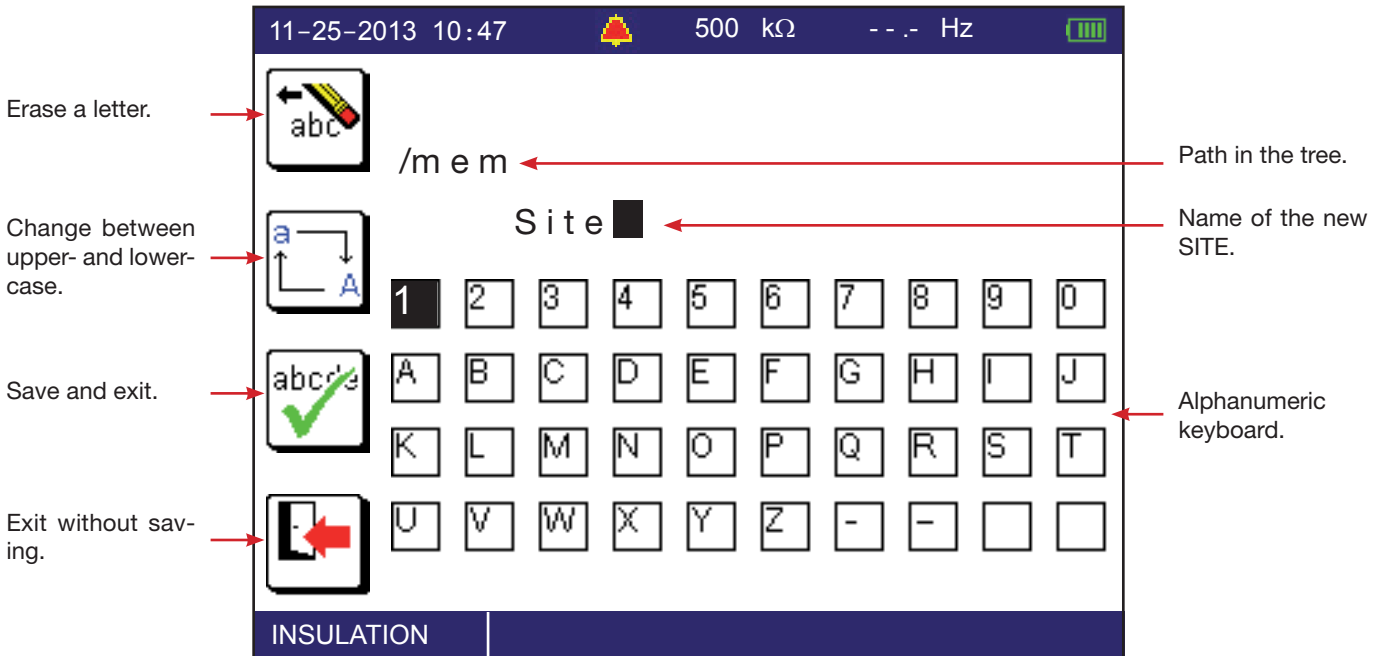 11-25-2013 10:47 500 kΩ - - .- Hz
Erase a letter.
abc
/mem
Path in the tree.
Change between
upper- and lower-
case.
a
A
Site
Name of the new
SITE.
1 2 3 4 5 6 7 8 9 0
Save and exit.
abcde
A B C D E F G H I J
Alphanumeric
keyboard.
K L M N O P Q R S T
Exit without sav-
ing.
U V W X Y Z - –
INSULATION